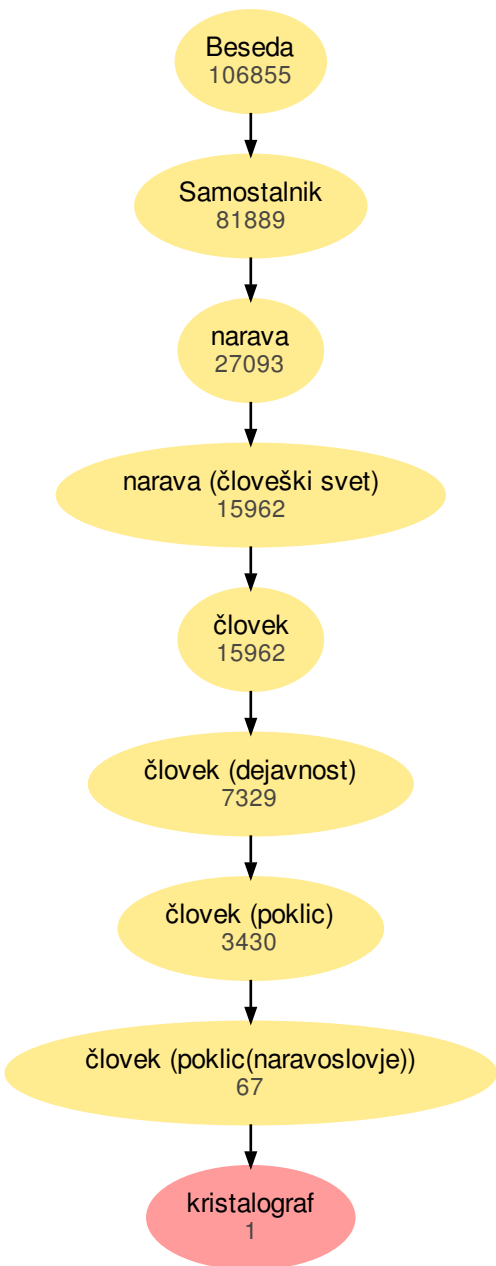 Beseda
106855
Samostalnik
81889
narava
27093
narava (človeški svet)
15962
človek
15962
človek (dejavnost)
7329
človek (poklic)
3430
človek (poklic(naravoslovje))
67
kristalograf
1